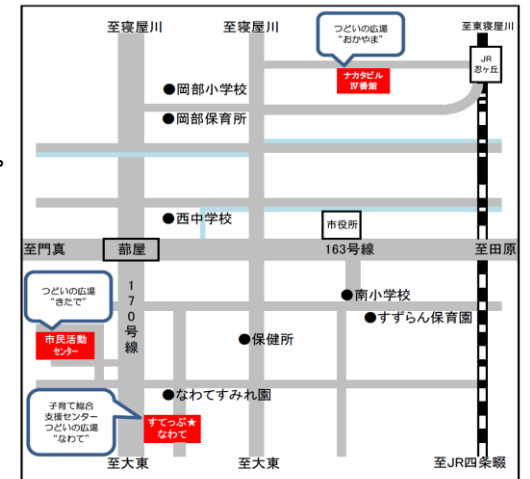 至寝屋川
至寝屋川
つどいの広場
“おかやま”
至東寝屋川
JR
忍ヶ丘
ナカタビル
Ⅳ番館
●岡部小学校
●岡部保育所
。
●西中学校
市役所
至門真
蔀屋
163号線
至田原
つどいの広場
“きたで”
170号線
●南小学校
●すずらん保育園
市民活動
センター
●保健所
●なわてすみれ園
子育て総合
支援センター
つどいの広場
“なわて”
すてっぷ★
なわて
至大東
至大東
至JR四条畷